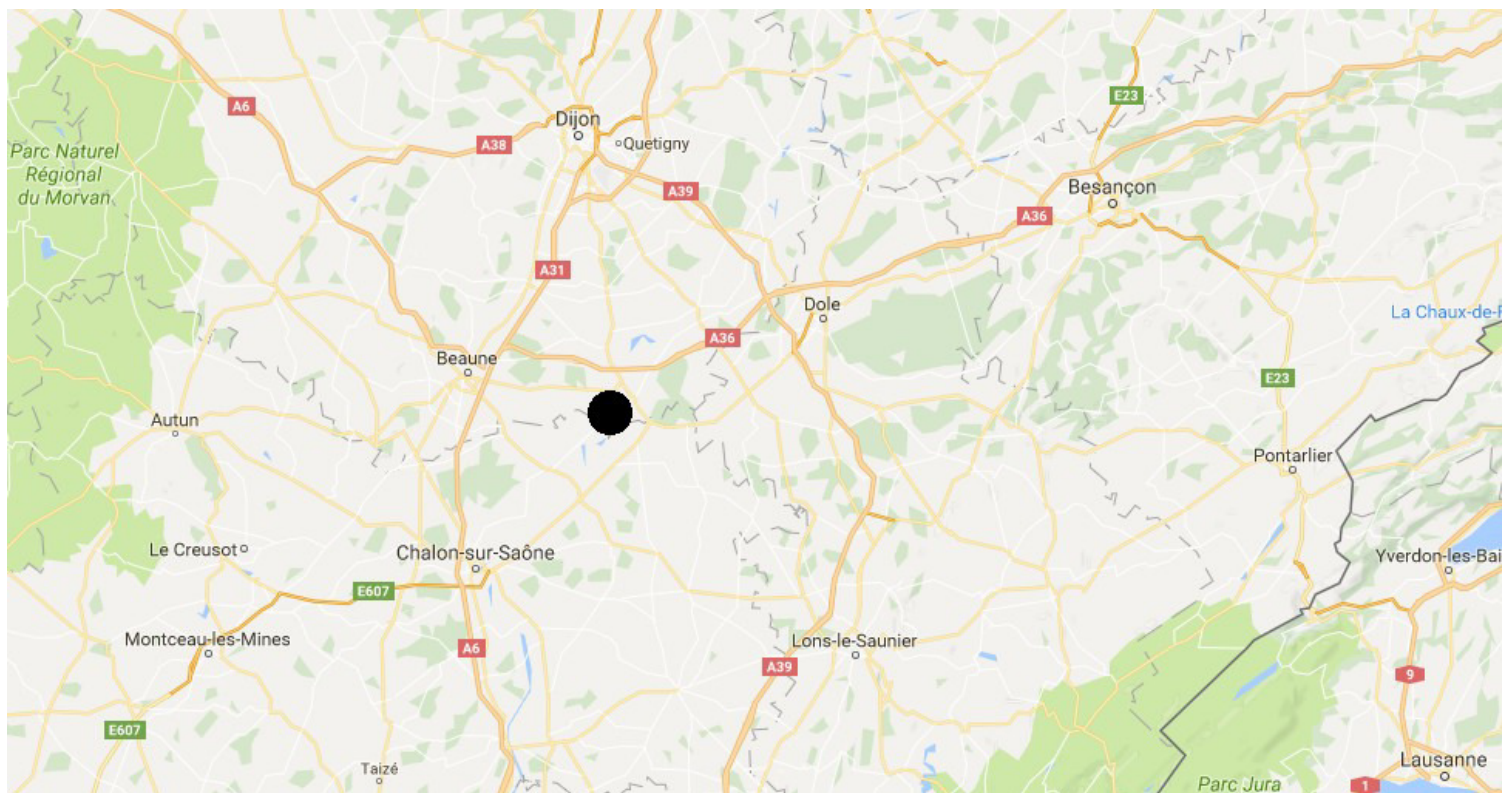 A6
E23
Dijon
A38
Quetigny
Parc Naturel
Régional
du Morvan
A39
Besançon
A36
A31
Dole
La Chaux-de-F
A36
Beaune
E23
Autun
Pontarlier
Le Creusot
Chalon-sur-Saône
Yverdon-les-Bai
E607
Montceau-les-Mines
Lons-le-Saunier
A6
A39
9
E607
Taizé
Lausanne
Parc Jura
1